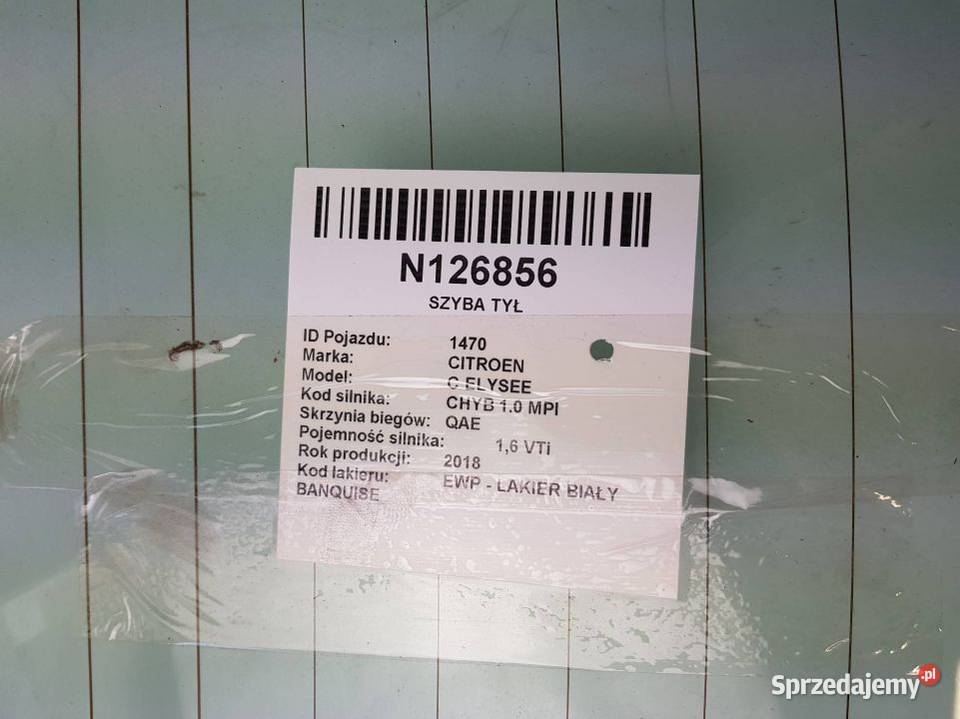 N126856
SZYBA TYŁ
ID Pojazdu: 1470
Marka: CITROEN
Model: C ELYSEE
Kod silnika: CHYB 1.0 MPI
Skrzynia biegów: QAE
Pojemność silnika: 1,6 VTi
Rok produkcji: 2018
Kod lakieru: EWP - LAKIER BIAŁY
BANQUISE
Sprzedajemy.pl